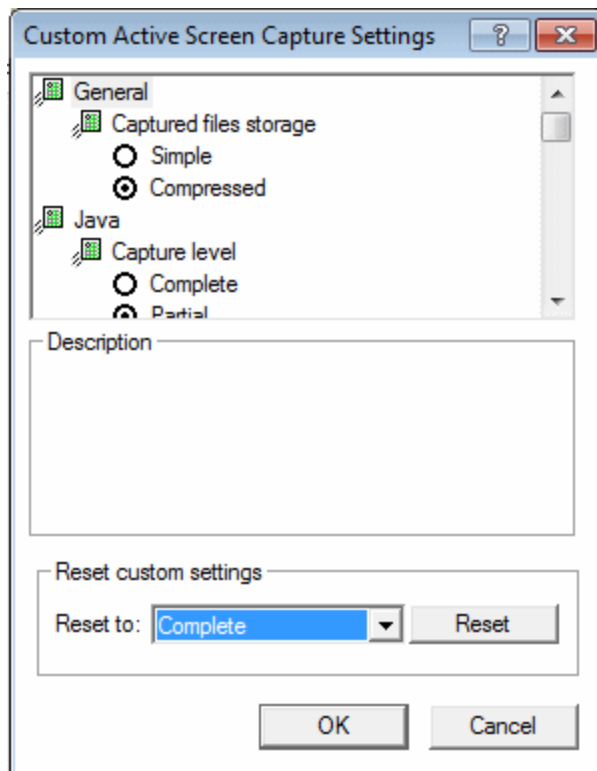 Custom Active Screen Capture Settings
General
Captured files storage
Simple
Compressed
Java
Capture level
Complete
Partial
Description
Reset custom settings
Reset to: Complete Reset
OK Cancel